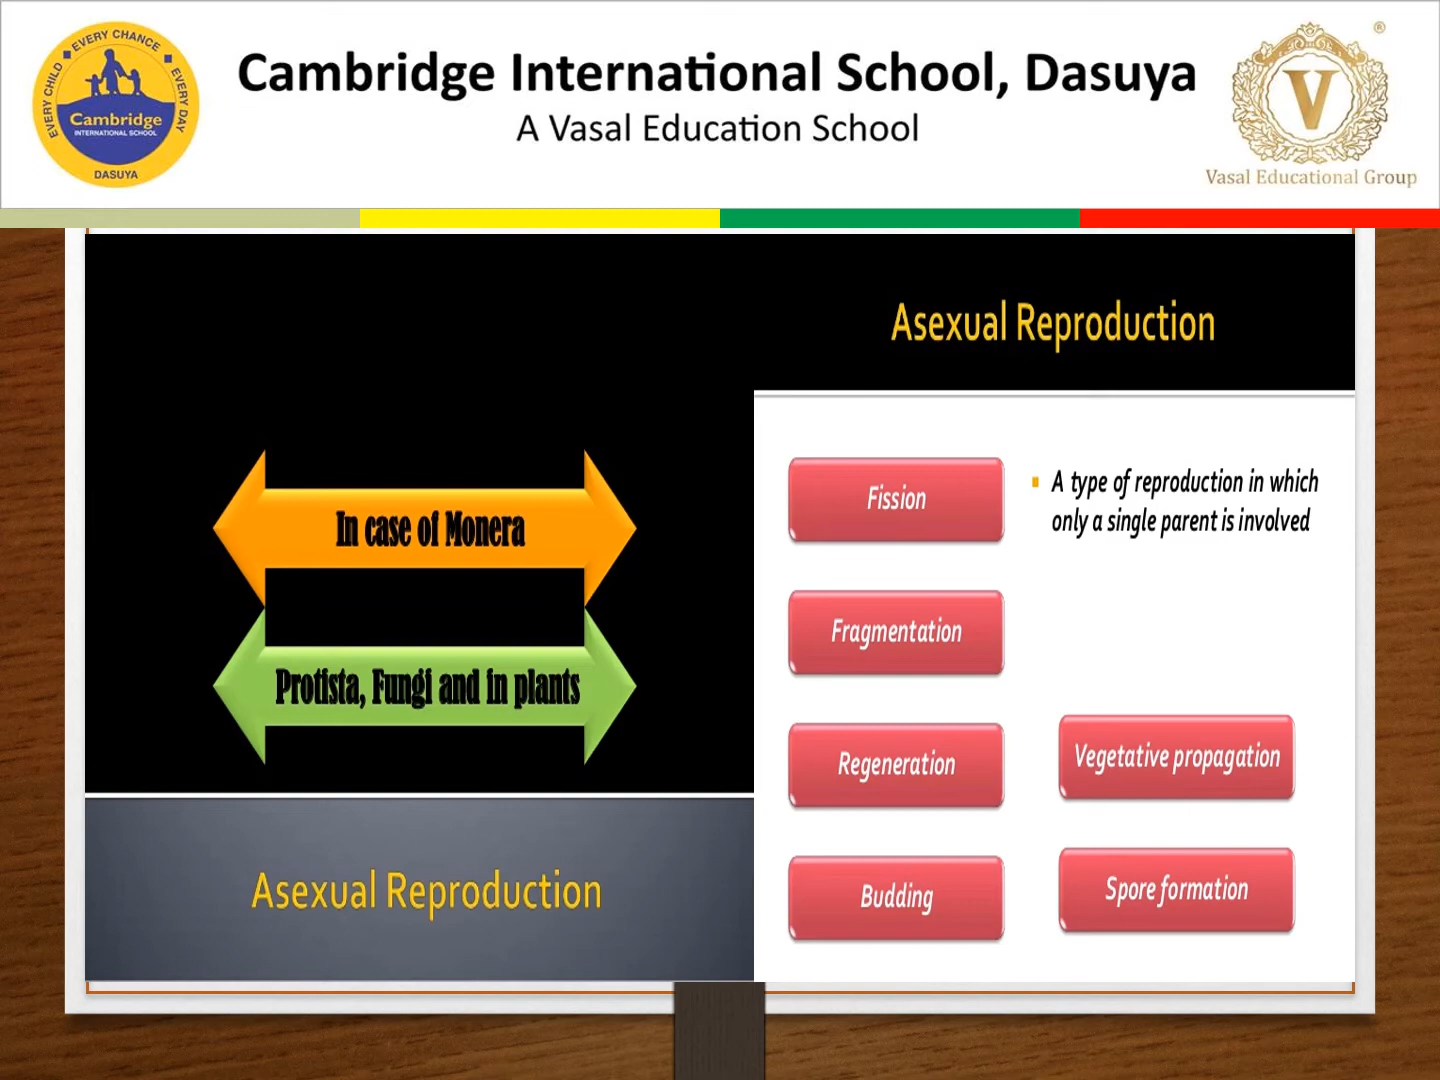 EVERY CHILD EVERY CHANCE EVERY DAY
Cambridge
INTERNATIONAL SCHOOL
DASUYA
Cambridge International School, Dasuya
A Vasal Education School
®
V
Vasal Educational Group
In case of Monera
Protista, Fungi and in plants
Asexual Reproduction
Asexual Reproduction
Fission
Fragmentation
Regeneration
Budding
A type of reproduction in which
only a single parent is involved
Vegetative propagation
Spore formation